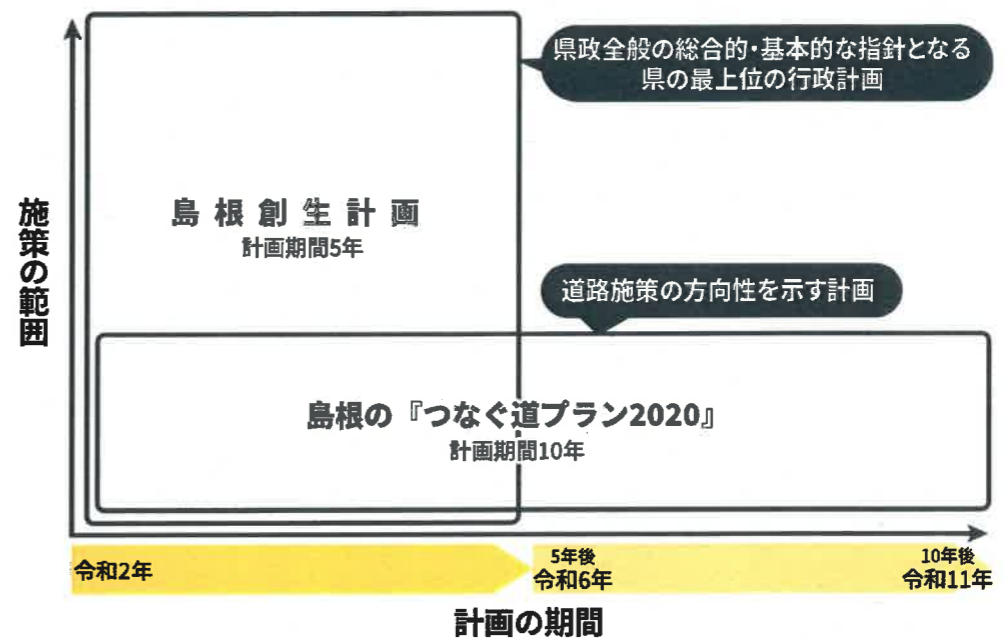 県政全般の総合的・基本的な指針となる
県の最上位の行政計画
施策の範囲
島根創生計画
計画期間5年
道路施策の方向性を示す計画
島根の『つなぐ道プラン2020』
計画期間10年
令和2年
5年後
令和6年
10年後
令和11年
計画の期間